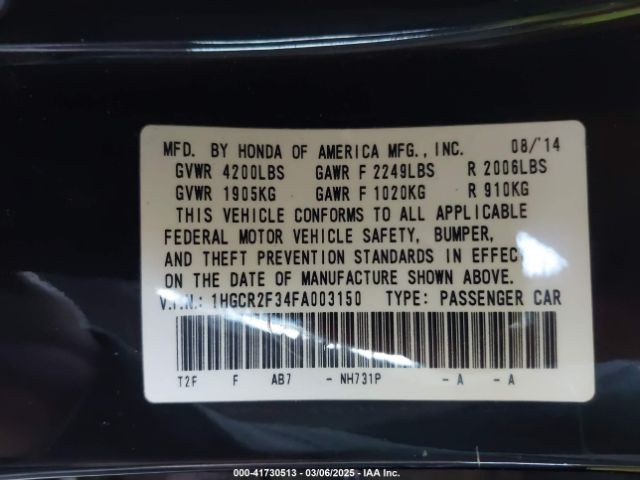 MFD. BY HONDA OF AMERICA MFG., INC. 08/'14
GVWR 4200LBS GAWR F 2249LBS R 2006LBS
GVWR 1905KG GAWR F 1020KG R 910KG
THIS VEHICLE CONFORMS TO ALL APPLICABLE
FEDERAL MOTOR VEHICLE SAFETY, BUMPER,
AND THEFT PREVENTION STANDARDS IN EFFECT
ON THE DATE OF MANUFACTURE SHOWN ABOVE.
V.I.N.: 1HGCR2F34FA003150 TYPE: PASSENGER CAR
T2F F AB7 - NH731P - A - A
000-41730513 - 03/06/2025 - IAA Inc.